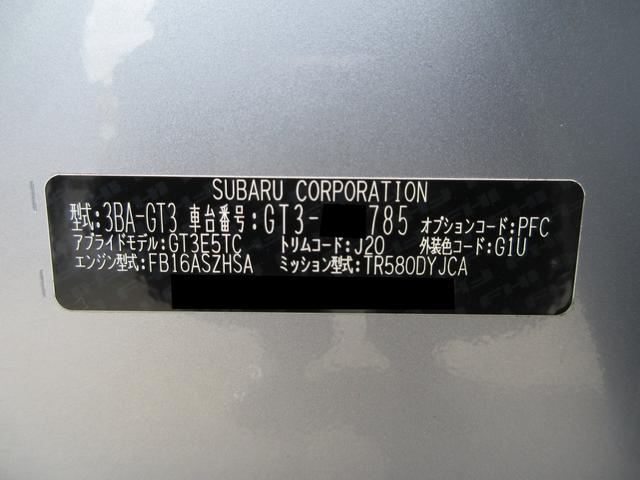 SUBARU CORPORATION
型式:3BA-GT3 車台番号:GT3- 785 オプションコード:PFC
アプライドモデル:GT3E5TC トリムコード:J20 外装色コード:G1U
エンジン型式:FB16ASZHSA ミッション型式:TR580DYJCA